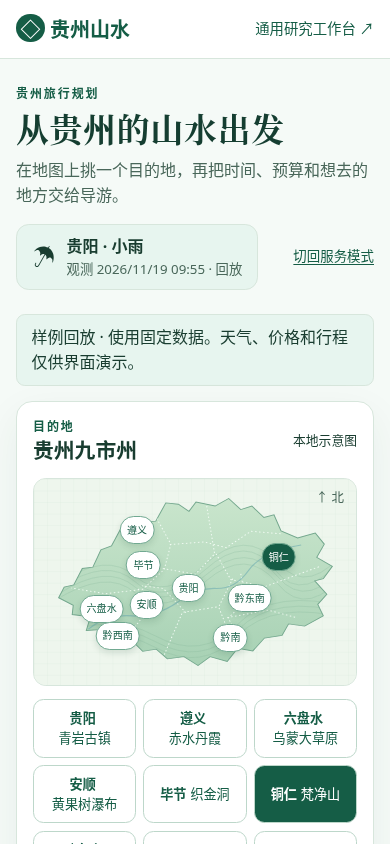 贵州山水
通用研究工作台 ↗
贵州旅行规划
从贵州的山水出发
在地图上挑一个目的地，再把时间、预算和想去的
地方交给导游。
贵阳 · 小雨
观测 2026/11/19 09:55 · 回放
切回服务模式
样例回放 · 使用固定数据。天气、价格和行程
仅供界面演示。
目的地
贵州九市州
本地示意图
↑ 北
遵义
铜仁
毕节
贵阳
黔东南
安顺
六盘水
黔西南
黔南
贵阳
青岩古镇
遵义
赤水丹霞
六盘水
乌蒙大草原
安顺
黄果树瀑布
毕节 织金洞
铜仁 梵净山